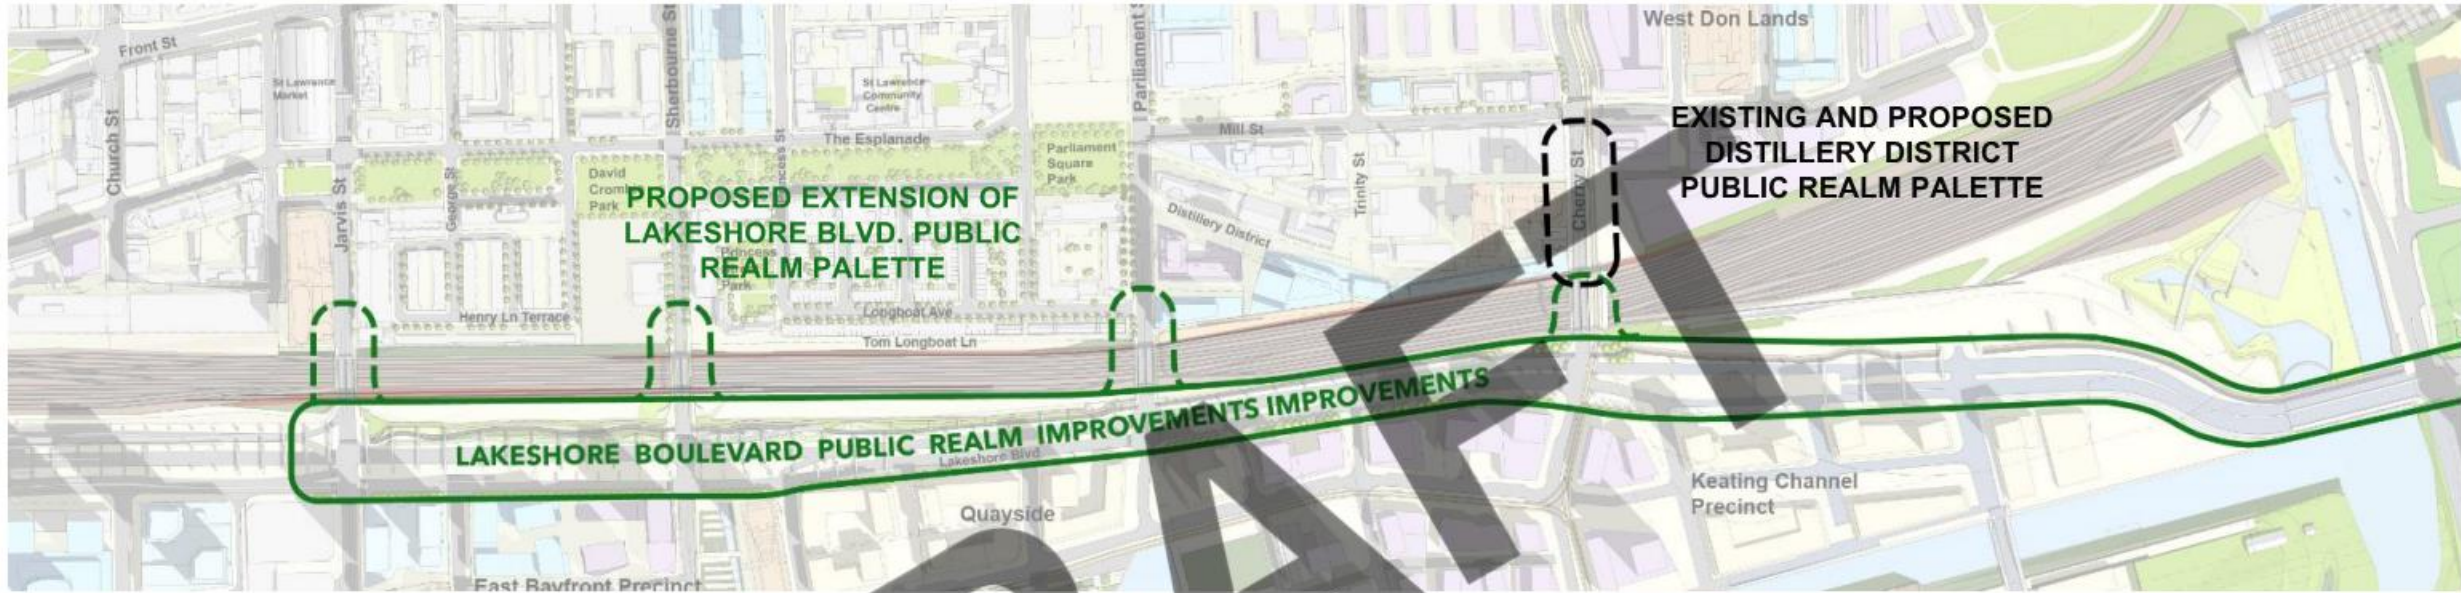 West Don Lands
Front St
Sherbourne St
Parliament S
St Lawrence
Market
St Lawrence
Community
Centre
Church St
EXISTING AND PROPOSED
DISTILLERY DISTRICT
PUBLIC REALM PALETTE
The Esplanade
Mill St
Parliament
Square
Park
David
Park
Jarvis St
George St
Trinity St
Cherry St
PROPOSED EXTENSION OF
LAKESHORE BLVD. PUBLIC
REALM PALETTE
Distillery District
Princess
Park
Henry Ln Terrace
Longboat Ave
Tom Longboat Ln
LAKESHORE BOULEVARD PUBLIC REALM IMPROVEMENTS IMPROVEMENTS
Lakeshore Blvd
Keating Channel
Precinct
Quayside
East Bayfront Precinct
RAFT